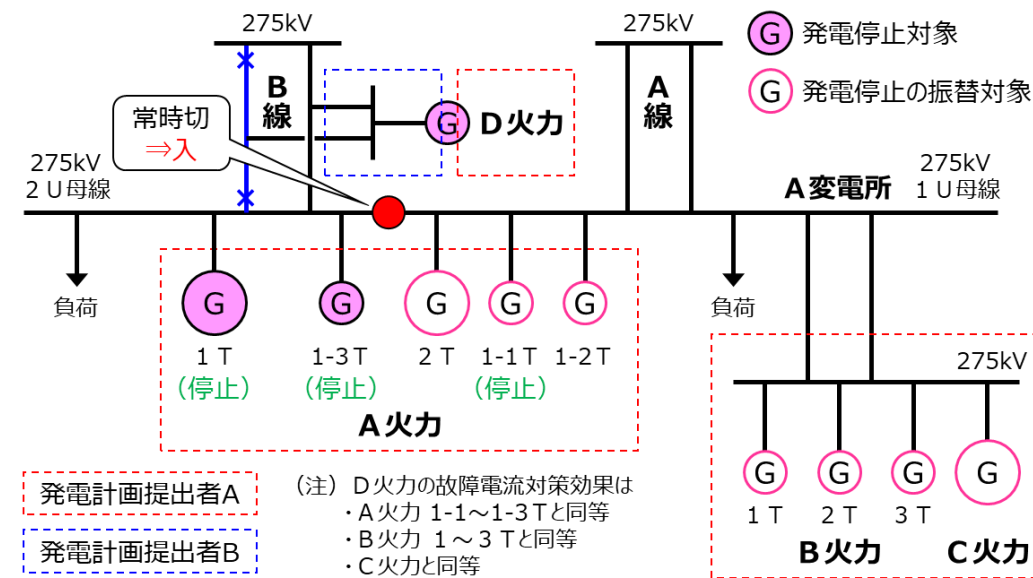 275kV
275kV
G 発電停止対象
G 発電停止の振替対象
B
線
A
線
常時切
⇒入
G
D火力
275kV
2U母線
A変電所
275kV
1U母線
負荷
G
G
G
G
G
負荷
1T
1-3T
2T
1-1T
1-2T
(停止)
(停止)
(停止)
A火力
275kV
G
G
G
G
1T
2T
3T
B火力
C火力
発電計画提出者A
発電計画提出者B
(注) D火力の故障電流対策効果は
・A火力 1-1~1-3Tと同等
・B火力 1~3Tと同等
・C火力と同等